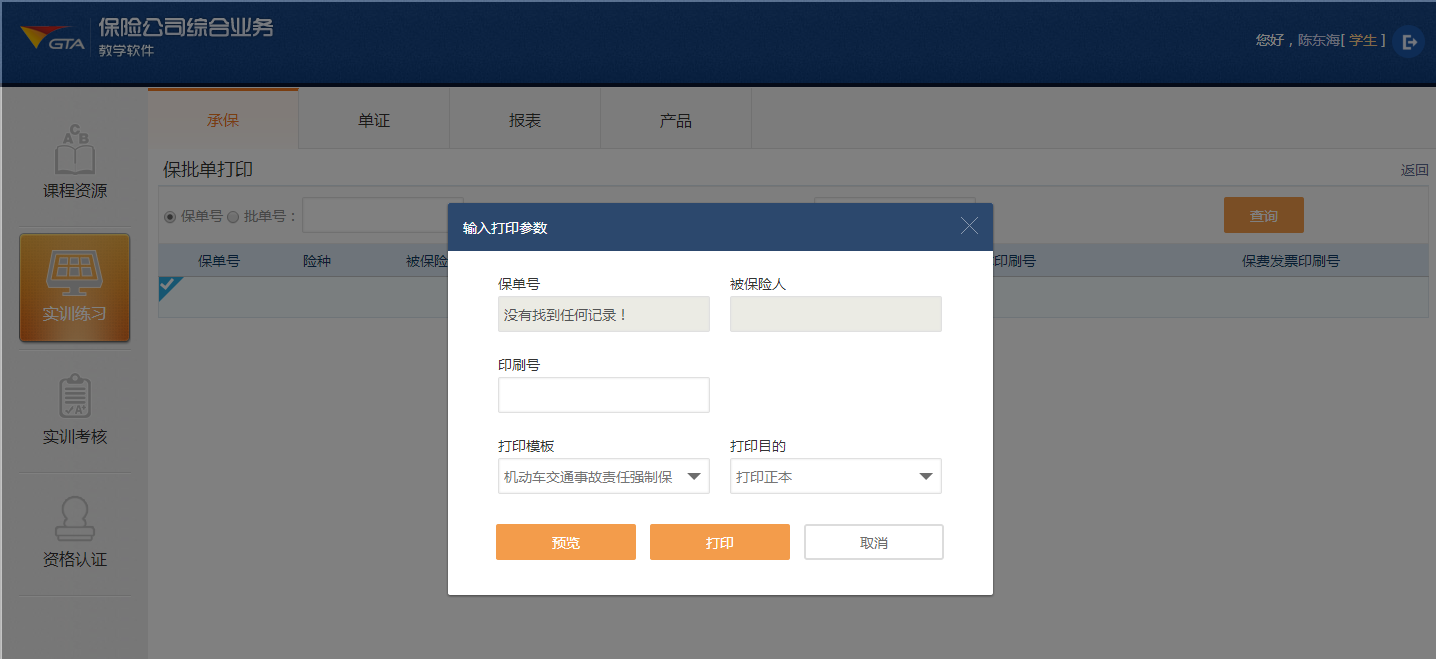 GTA
保险公司综合业务
教学软件
您好，陈东海[ 学生 ]
承保
单证
报表
产品
A C B
课程资源
实训练习
A+
实训考核
资格认证
保批单打印
返回
保单号 批单号：
查询
保单号
险种
被保险
印刷号
保费发票印刷号
输入打印参数
保单号
被保险人
没有找到任何记录！
印刷号
打印模板
打印目的
机动车交通事故责任强制保
打印正本
预览
打印
取消